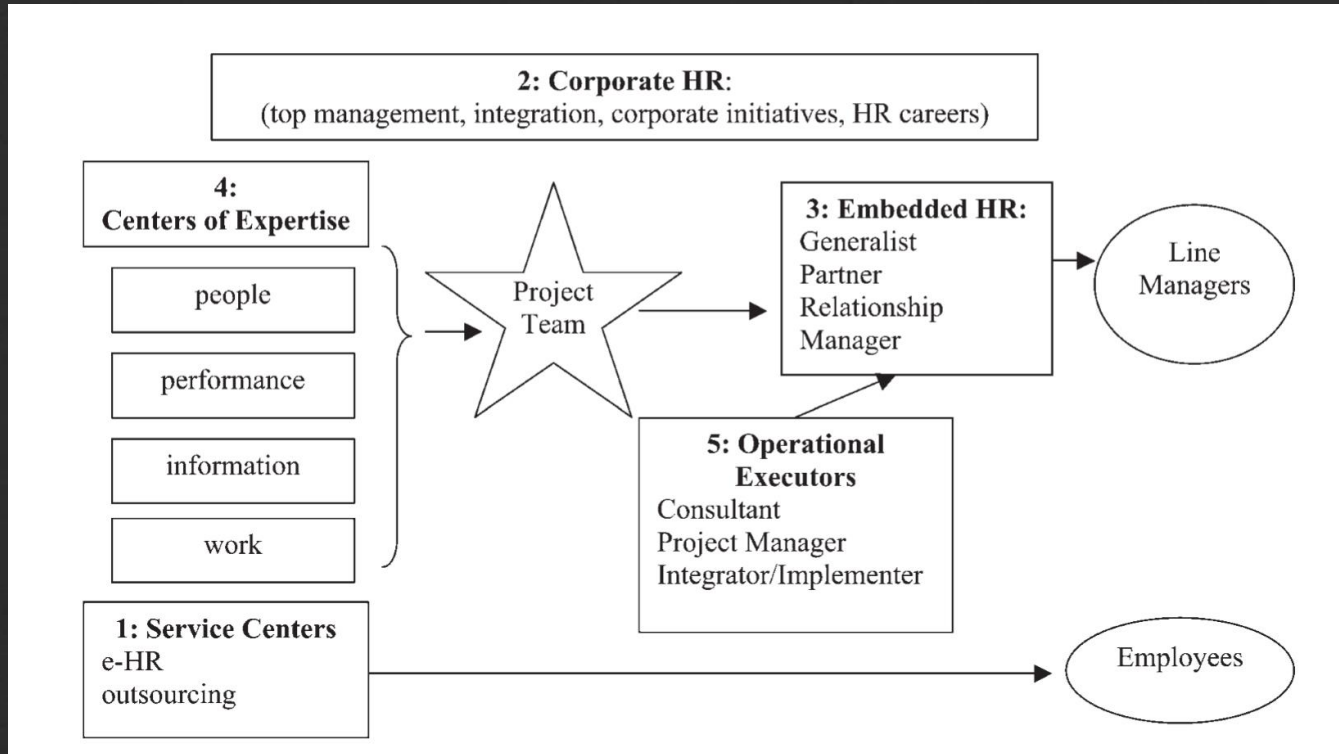 2: Corporate HR:
(top management, integration, corporate initiatives, HR careers)
4:
Centers of Expertise
people
performance
information
work
Project
Team
3: Embedded HR:
Generalist
Partner
Relationship
Manager
Line
Managers
5: Operational
Executors
Consultant
Project Manager
Integrator/Implementer
1: Service Centers
e-HR
outsourcing
Employees